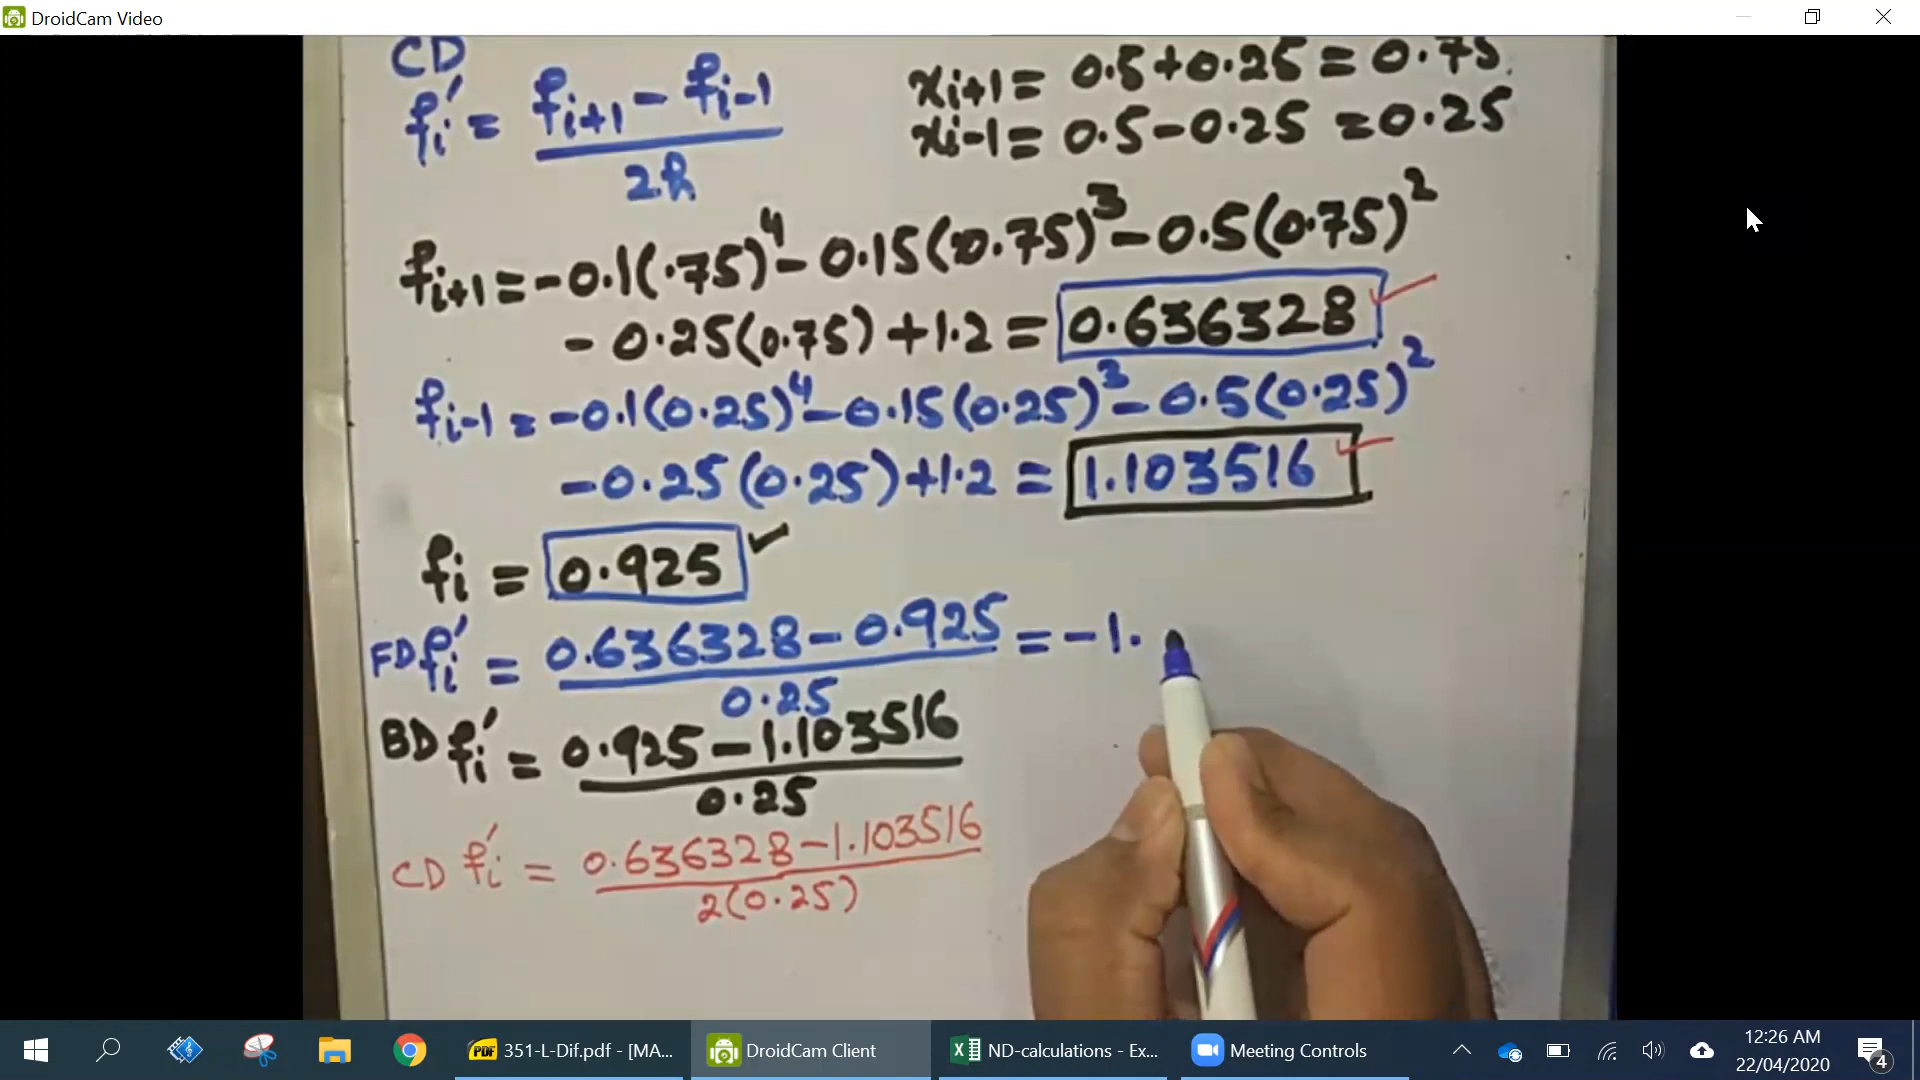 DroidCam Video
CD
f'i = fi+1 - fi-1 / 2h
xi+1 = 0.5+0.25 = 0.75
xi-1 = 0.5-0.25 = 0.25
fi+1 = -0.1(.75)^4 - 0.15(0.75)^3 - 0.5(0.75)^2
- 0.25(0.75) +1.2 = 0.636328
fi-1 = -0.1(0.25)^4 - 0.15(0.25)^3 - 0.5(0.25)^2
-0.25(0.25)+1.2 = 1.103516
fi = 0.925 ✓
FD f'i = 0.636328 - 0.925 / 0.25 = -1.
BD f'i = 0.925 - 1.103516 / 0.25
CD f'i = 0.636328 - 1.103516 / 2(0.25)
351-L-Dif.pdf - [MA...
DroidCam Client
ND-calculations - Ex...
Meeting Controls
12:26 AM
22/04/2020
4